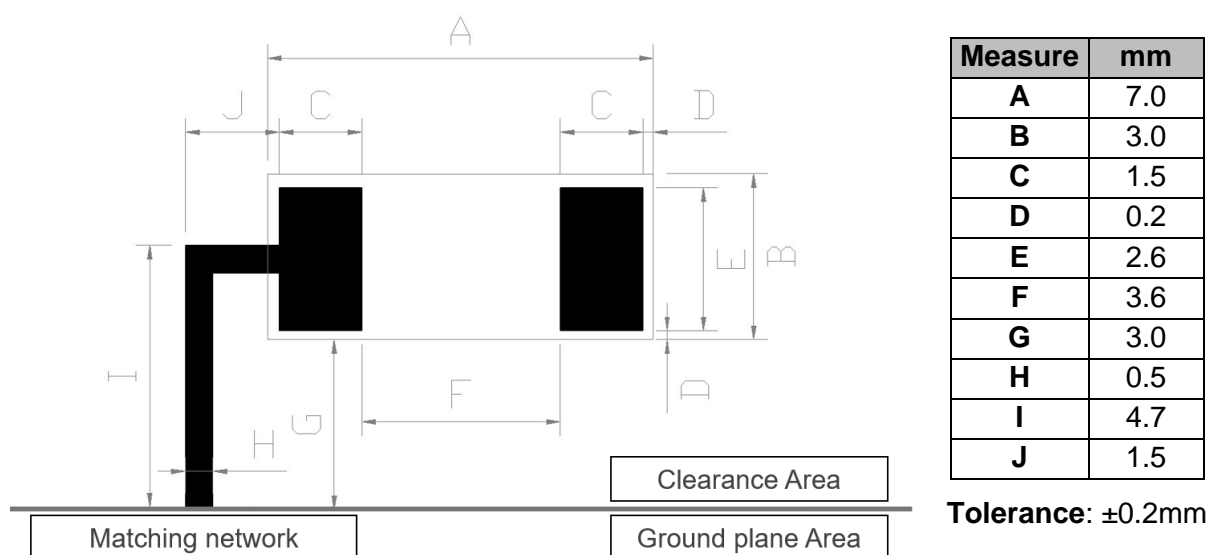 A
J C C D
E B
I F G D
H
Clearance Area
Matching network Ground plane Area
Measure mm
A 7.0
B 3.0
C 1.5
D 0.2
E 2.6
F 3.6
G 3.0
H 0.5
I 4.7
J 1.5
Tolerance: ±0.2mm